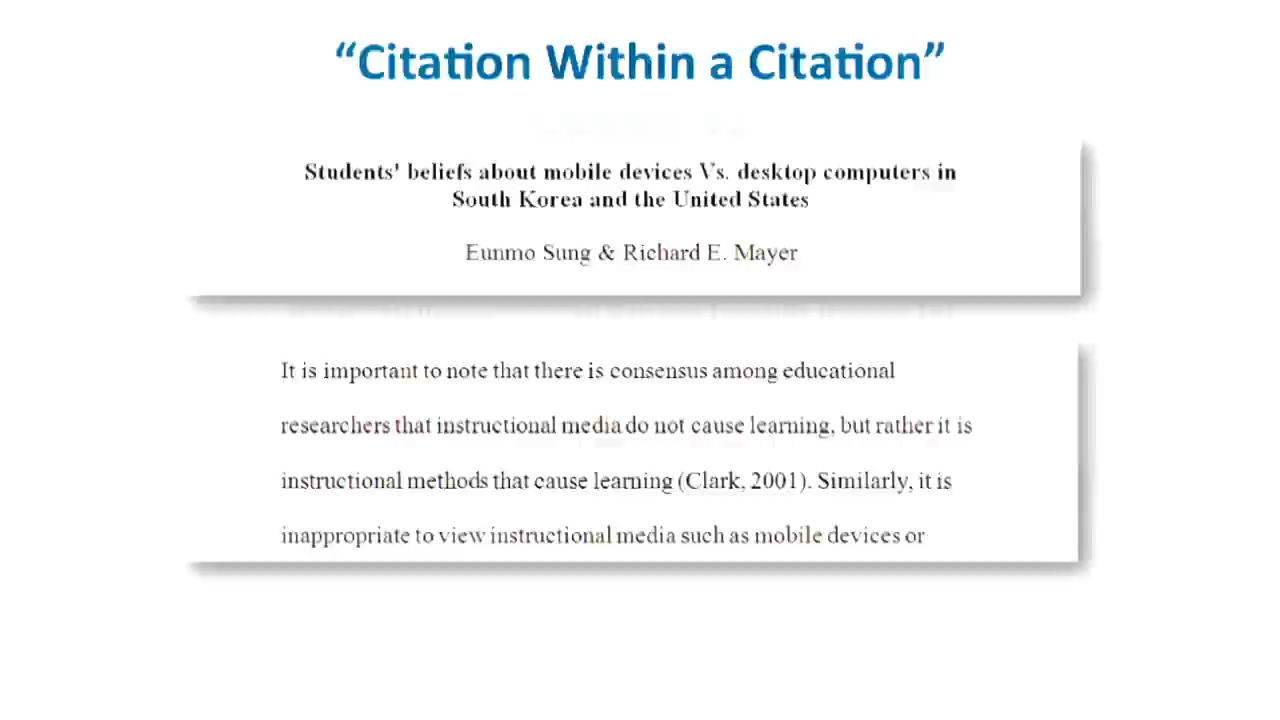 “Citation Within a Citation”
Students' beliefs about mobile devices Vs. desktop computers in
South Korea and the United States
Eunmo Sung & Richard E. Mayer
It is important to note that there is consensus among educational
researchers that instructional media do not cause learning, but rather it is
instructional methods that cause learning (Clark, 2001). Similarly, it is
inappropriate to view instructional media such as mobile devices or